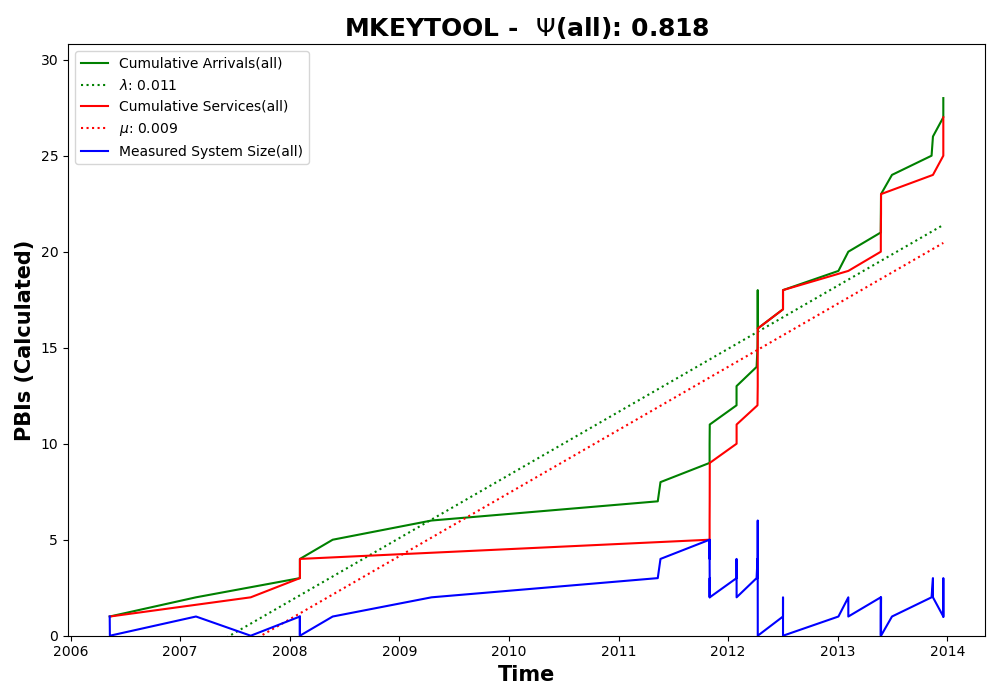 MKEYTOOL - Ψ(all): 0.818
Cumulative Arrivals(all)
λ: 0.011
Cumulative Services(all)
μ: 0.009
Measured System Size(all)
PBIs (Calculated)
30
25
20
15
10
5
0
2006 2007 2008 2009 2010 2011 2012 2013 2014
Time